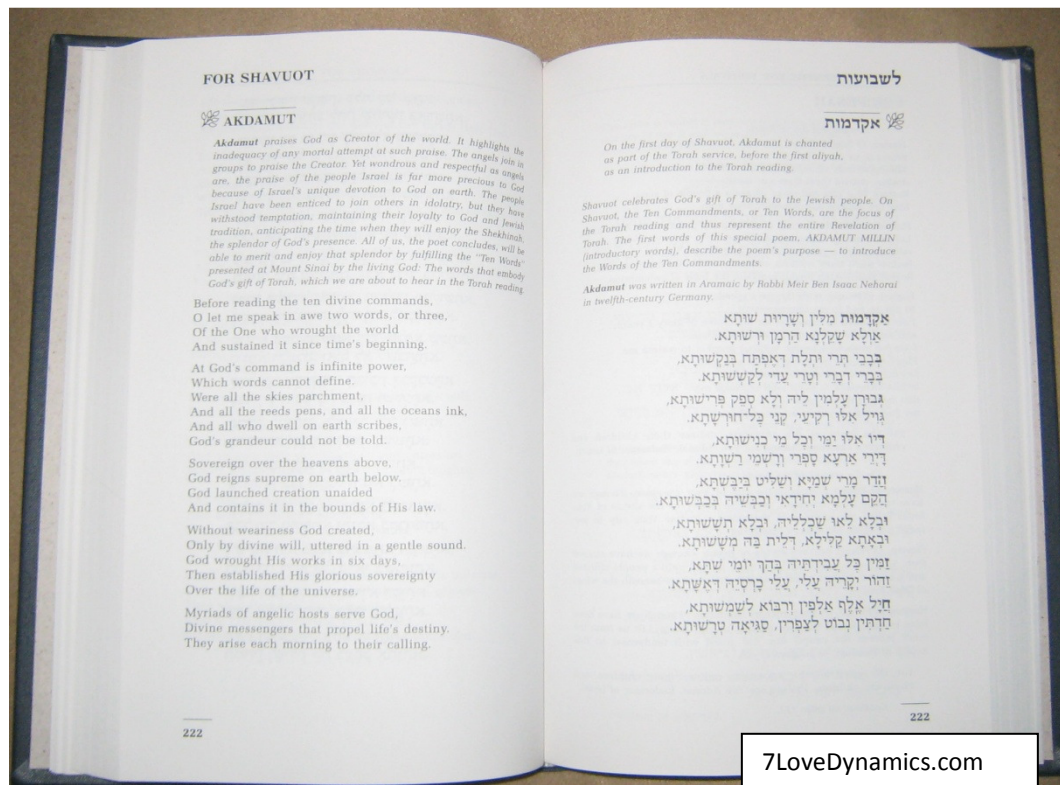 FOR SHAVUOT
AKDAMUT
Akdamut praises God as Creator of the world. It highlights the
inadequacy of any mortal attempt at such praise. The angels join in
groups to praise the Creator. Yet wondrous and respectful as angels
are, the praise of the people Israel is far more precious to God
because of Israel's unique devotion to God on earth. The people
Israel have been enticed to join others in idolatry, but they have
withstood temptation, maintaining their loyalty to God and Jewish
tradition, anticipating the time when they will enjoy the Shekhinah,
the splendor of God's presence. All of us, the poet concludes, will be
able to merit and enjoy that splendor by fulfilling the "Ten Words"
presented at Mount Sinai by the living God: The words that embody
God's gift of Torah, which we are about to hear in the Torah reading.
Before reading the ten divine commands,
O let me speak in awe two words, or three,
Of the One who wrought the world
And sustained it since time's beginning.
At God's command is infinite power,
Which words cannot define.
Were all the skies parchment,
And all the reeds pens, and all the oceans ink,
And all who dwell on earth scribes,
God's grandeur could not be told.
Sovereign over the heavens above,
God reigns supreme on earth below.
God launched creation unaided
And contains it in the bounds of His law.
Without weariness God created,
Only by divine will, uttered in a gentle sound.
God wrought His works in six days,
Then established His glorious sovereignty
Over the life of the universe.
Myriads of angelic hosts serve God,
Divine messengers that propel life's destiny.
They arise each morning to their calling.
222
לשבועות
אקדמות
On the first day of Shavuot, Akdamut is chanted
as part of the Torah service, before the first aliyah,
as an introduction to the Torah reading.
Shavuot celebrates God's gift of Torah to the Jewish people. On
Shavuot, the Ten Commandments, or Ten Words, are the focus of
the Torah reading and thus represent the entire Revelation of
Torah. The first words of this special poem, AKDAMUT MILLIN
(introductory words), describe the poem's purpose — to introduce
the Words of the Ten Commandments.
Akdamut was written in Aramaic by Rabbi Meir Ben Isaac Nehorai
in twelfth-century Germany.
אַקְדָּמוּת מִלִּין וְשָׁרָיוּת שׁוּתָא
אַוְלָא שָׁקֵלְנָא הַרְמָן וּרְשׁוּתָא.
בְּבָבֵי תְּרֵי וּתְלָת דְּאֶפְתַּח בְּנַקְשׁוּתָא,
בְּבָרֵי דְבָרֵי וְטָרֵי עֲדֵי לְקַשִּׁשׁוּתָא.
גְּבוּרָן עָלְמִין לֵיהּ וְלָא סְפֵק פְּרִישׁוּתָא,
גְּוִיל אִלּוּ רְקִיעֵי, קְנֵי כָּל־חוּרְשָׁתָא.
דְּיוֹ אִלּוּ יַמֵּי וְכָל מֵי כְנִישׁוּתָא,
דָּיְרֵי אַרְעָא סָפְרֵי וְרָשְׁמֵי רַשְׁוָתָא.
הֲדַר מָרֵי שְׁמַיָּא וְשַׁלִּיט בְּיַבֶּשְׁתָּא,
הֲקֵם עָלְמָא יְחִידָאֵי וְכַבְּשֵׁיהּ בְּכַבְּשׁוּתָא.
וּבְלָא לֵאוּ שַׁכְלְלֵיהּ, וּבְלָא תְשָׁשׁוּתָא,
וּבְאָתָא קַלִּילָא, דְּלֵית בַּהּ מְשָׁשׁוּתָא.
זַמִּין כָּל עֲבִידְתֵּיהּ בְּהַךְ יוֹמֵי שִׁתָּא,
זֵהוֹר יְקָרֵיהּ עֲלִי, עֲלֵי כָרְסְיֵהּ דְּאֶשָּׁתָא.
חֲיָל אֶלֶף אַלְפִין וְרִבּוֹא לְשַׁמְּשׁוּתָא,
חַדְתִּין נְבוֹט לְצַפְרִין, סַגִּיאָה טְרָשׁוּתָא.
222
7LoveDynamics.com